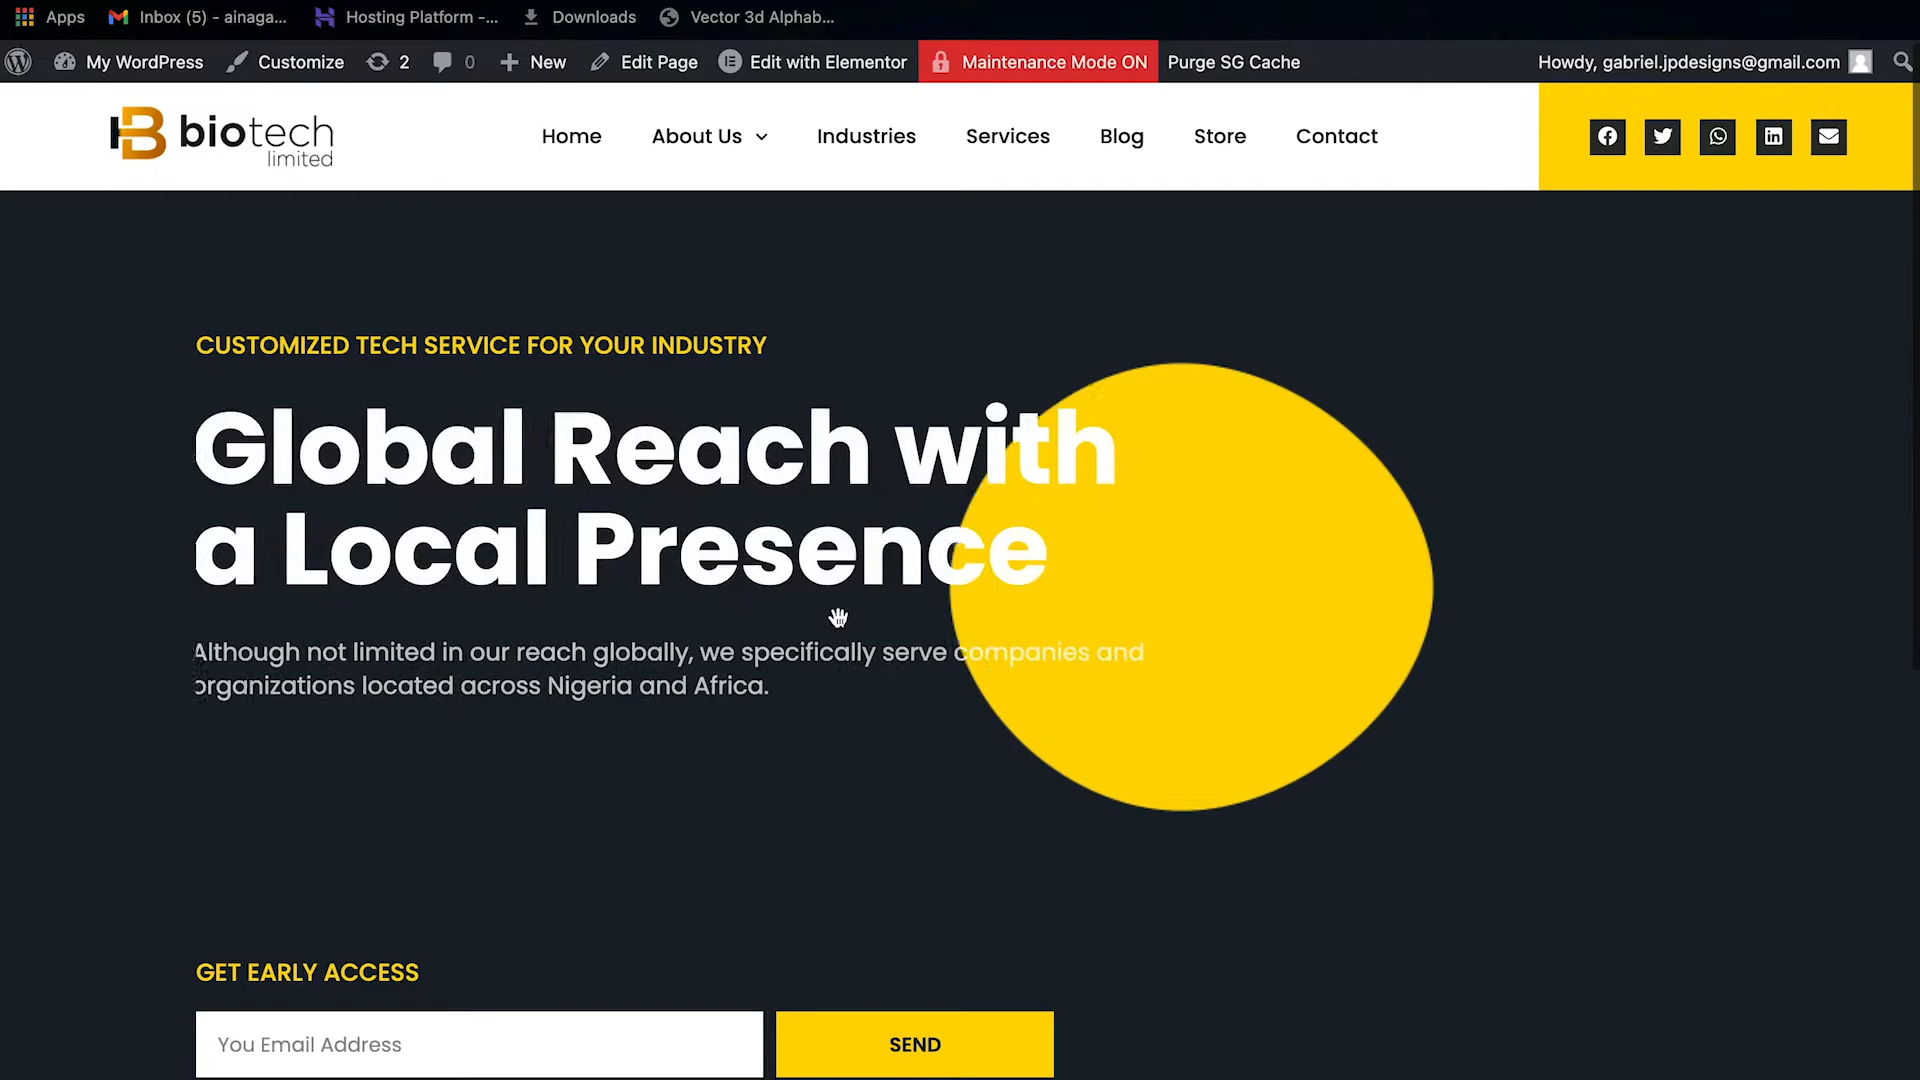 Apps Inbox (5) - ainaga... Hosting Platform -... Downloads Vector 3d Alphab...
My WordPress Customize 2 0 New Edit Page Edit with Elementor Maintenance Mode ON Purge SG Cache Howdy, gabriel.jpdesigns@gmail.com
biotech
limited
Home About Us Industries Services Blog Store Contact
CUSTOMIZED TECH SERVICE FOR YOUR INDUSTRY
Global Reach with
a Local Presence
Although not limited in our reach globally, we specifically serve companies and
organizations located across Nigeria and Africa.
GET EARLY ACCESS
You Email Address SEND